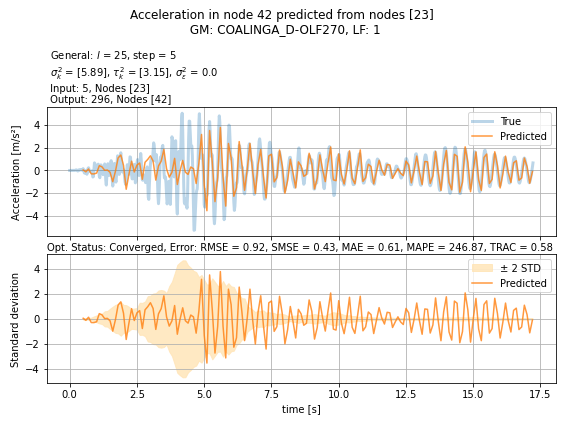 Acceleration in node 42 predicted from nodes [23]
GM: COALINGA_D-OLF270, LF: 1
General: l = 25, step = 5
σ²ₖ = [5.89], τ²ₖ = [3.15], σ²ε = 0.0
Input: 5, Nodes [23]
Output: 296, Nodes [42]
Acceleration [m/s²]
4
2
0
−2
−4
True
Predicted
Opt. Status: Converged, Error: RMSE = 0.92, SMSE = 0.43, MAE = 0.61, MAPE = 246.87, TRAC = 0.58
Standard deviation
4
2
0
−2
−4
± 2 STD
Predicted
0.0 2.5 5.0 7.5 10.0 12.5 15.0 17.5
time [s]